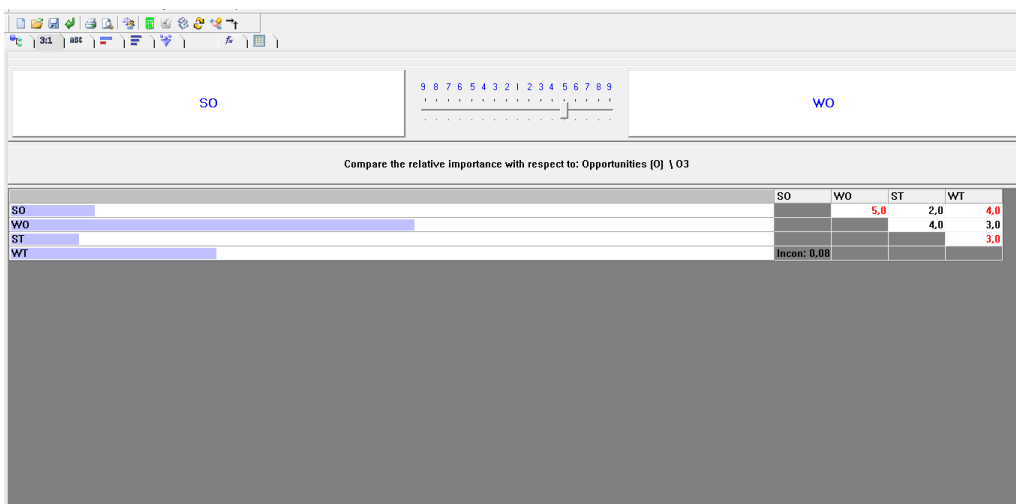 3:1 ABC fx
9 8 7 6 5 4 3 2 1 2 3 4 5 6 7 8 9
SO WO
Compare the relative importance with respect to: Opportunities (O) \ O3
SO WO ST WT
SO 5,0 2,0 4,0
WO 4,0 3,0
ST 3,0
WT Incon: 0,08